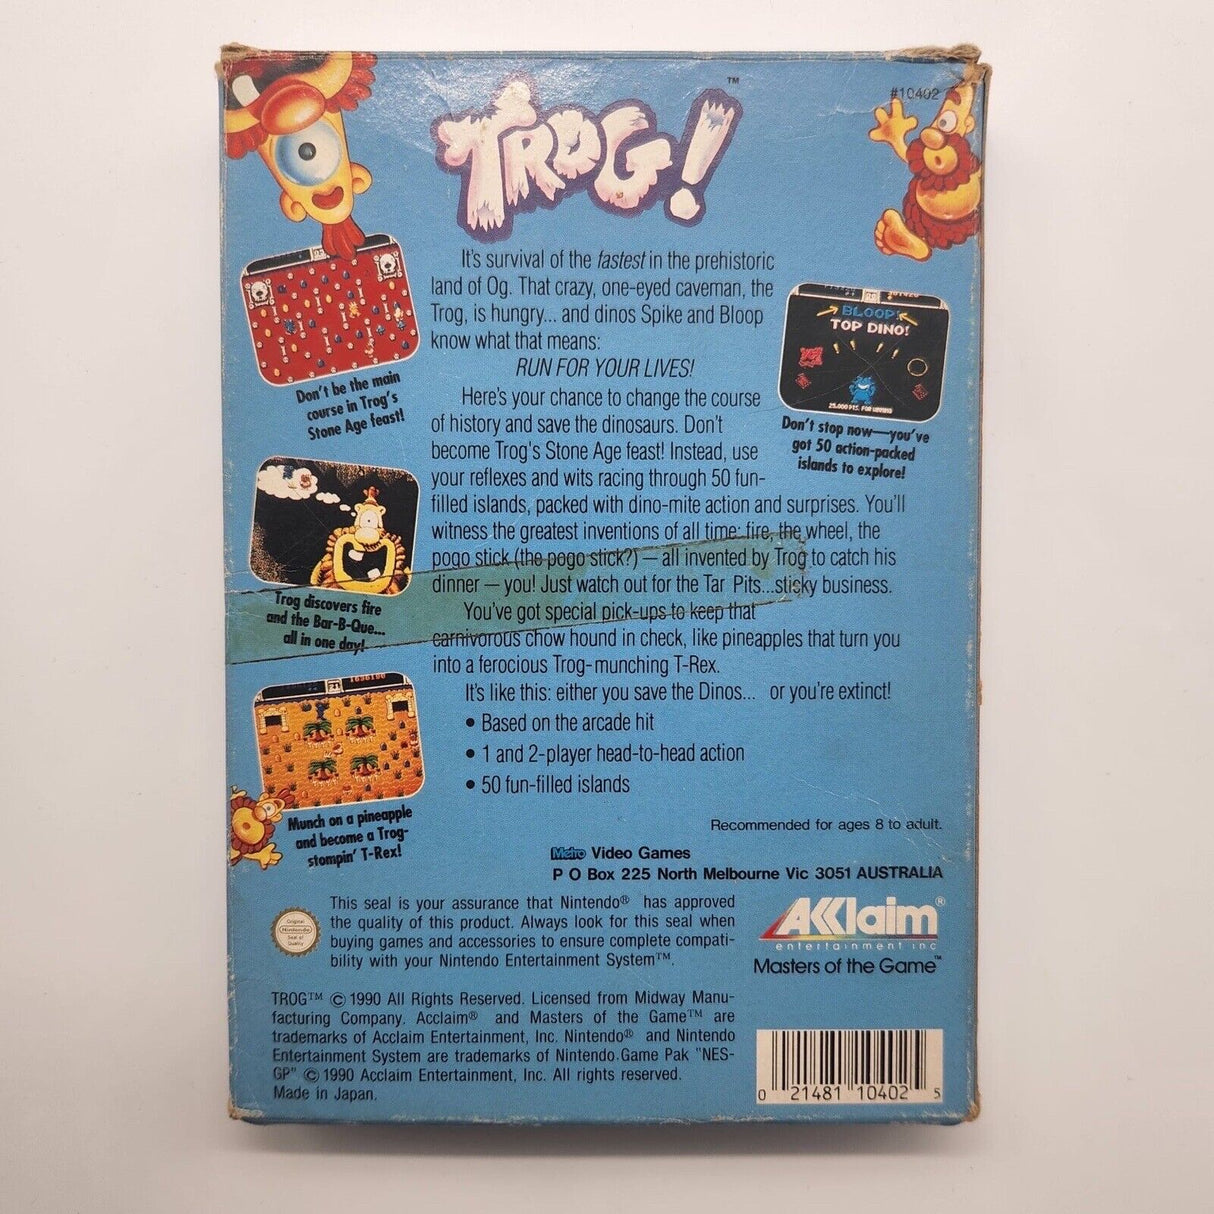 TROG!™
#10402
It's survival of the fastest in the prehistoric
land of Og. That crazy, one-eyed caveman, the
Trog, is hungry... and dinos Spike and Bloop
know what that means:
RUN FOR YOUR LIVES!
Here's your chance to change the course
of history and save the dinosaurs. Don't
become Trog's Stone Age feast! Instead, use
your reflexes and wits racing through 50 fun-
filled islands, packed with dino-mite action and surprises. You'll
witness the greatest inventions of all time: fire, the wheel, the
pogo stick (the pogo stick?) — all invented by Trog to catch his
dinner — you! Just watch out for the Tar Pits...sticky business.
You've got special pick-ups to keep that
carnivorous chow hound in check, like pineapples that turn you
into a ferocious Trog-munching T-Rex.
It's like this: either you save the Dinos... or you're extinct!
• Based on the arcade hit
• 1 and 2-player head-to-head action
• 50 fun-filled islands
Don't be the main
course in Trog's
Stone Age feast!
Trog discovers fire
and the Bar-B-Que...
all in one day!
Munch on a pineapple
and become a Trog-
stompin' T-Rex!
BLOOP!
TOP DINO!
25,000 PTS. FOR WINNING
Don't stop now—you've
got 50 action-packed
islands to explore!
Recommended for ages 8 to adult.
Metro Video Games
P O Box 225 North Melbourne Vic 3051 AUSTRALIA
Original
Nintendo
Seal of
Quality
This seal is your assurance that Nintendo® has approved
the quality of this product. Always look for this seal when
buying games and accessories to ensure complete compati-
bility with your Nintendo Entertainment System™.
AKKlaim®
entertainment inc
Masters of the Game™
TROG™ © 1990 All Rights Reserved. Licensed from Midway Manu-
facturing Company. Acclaim® and Masters of the Game™ are
trademarks of Acclaim Entertainment, Inc. Nintendo® and Nintendo
Entertainment System are trademarks of Nintendo. Game Pak "NES-
GP" © 1990 Acclaim Entertainment, Inc. All rights reserved.
Made in Japan.
0 21481 10402 5